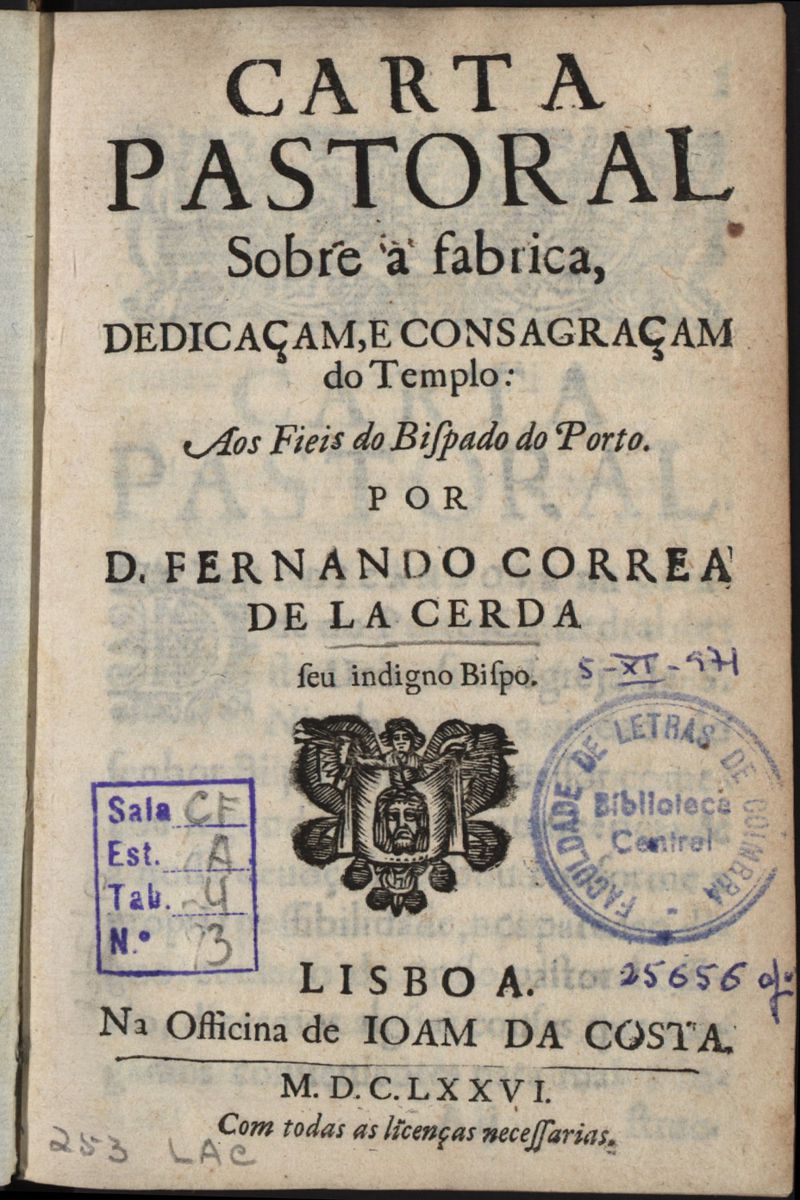 CARTA
PASTORAL
Sobre à fabrica,
DEDICAÇAM, E CONSAGRAÇAM
do Templo:
Aos Fieis do Biſpado do Porto.
POR
D. FERNANDO CORREA
DE LA CERDA
ſeu indigno Biſpo.
5-XI-971
FACULDADE DE LETRAS DE COIMBRA
Biblioteca
Central
Sala CF
Est. A
Tab. 4
N.º 73
LISBOA.
25656
Na Officina de IOAM DA COSTA.
M. D. C. LXXVI.
Com todas as licenças neceſſarias.
253 LAC